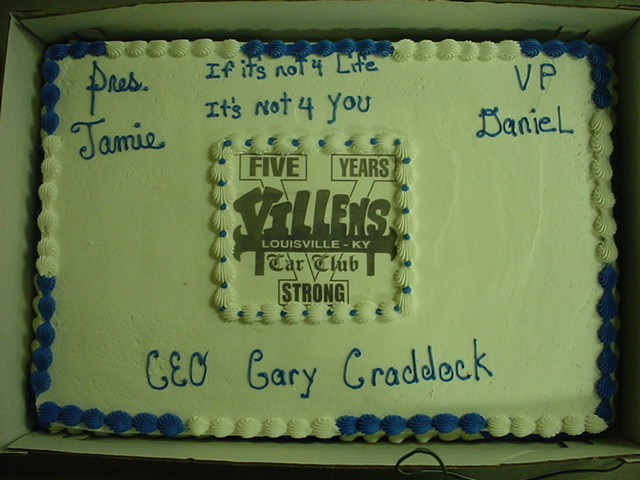 Pres.
Jamie
If it's not 4 Life
It's Not 4 you
VP
Daniel
FIVE YEARS
VILLENS
LOUISVILLE - KY
Car Club
STRONG
CEO Gary Craddock